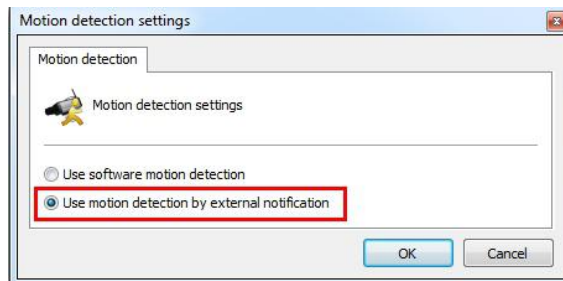 Motion detection settings
Motion detection
Motion detection settings
Use software motion detection
Use motion detection by external notification
OK
Cancel